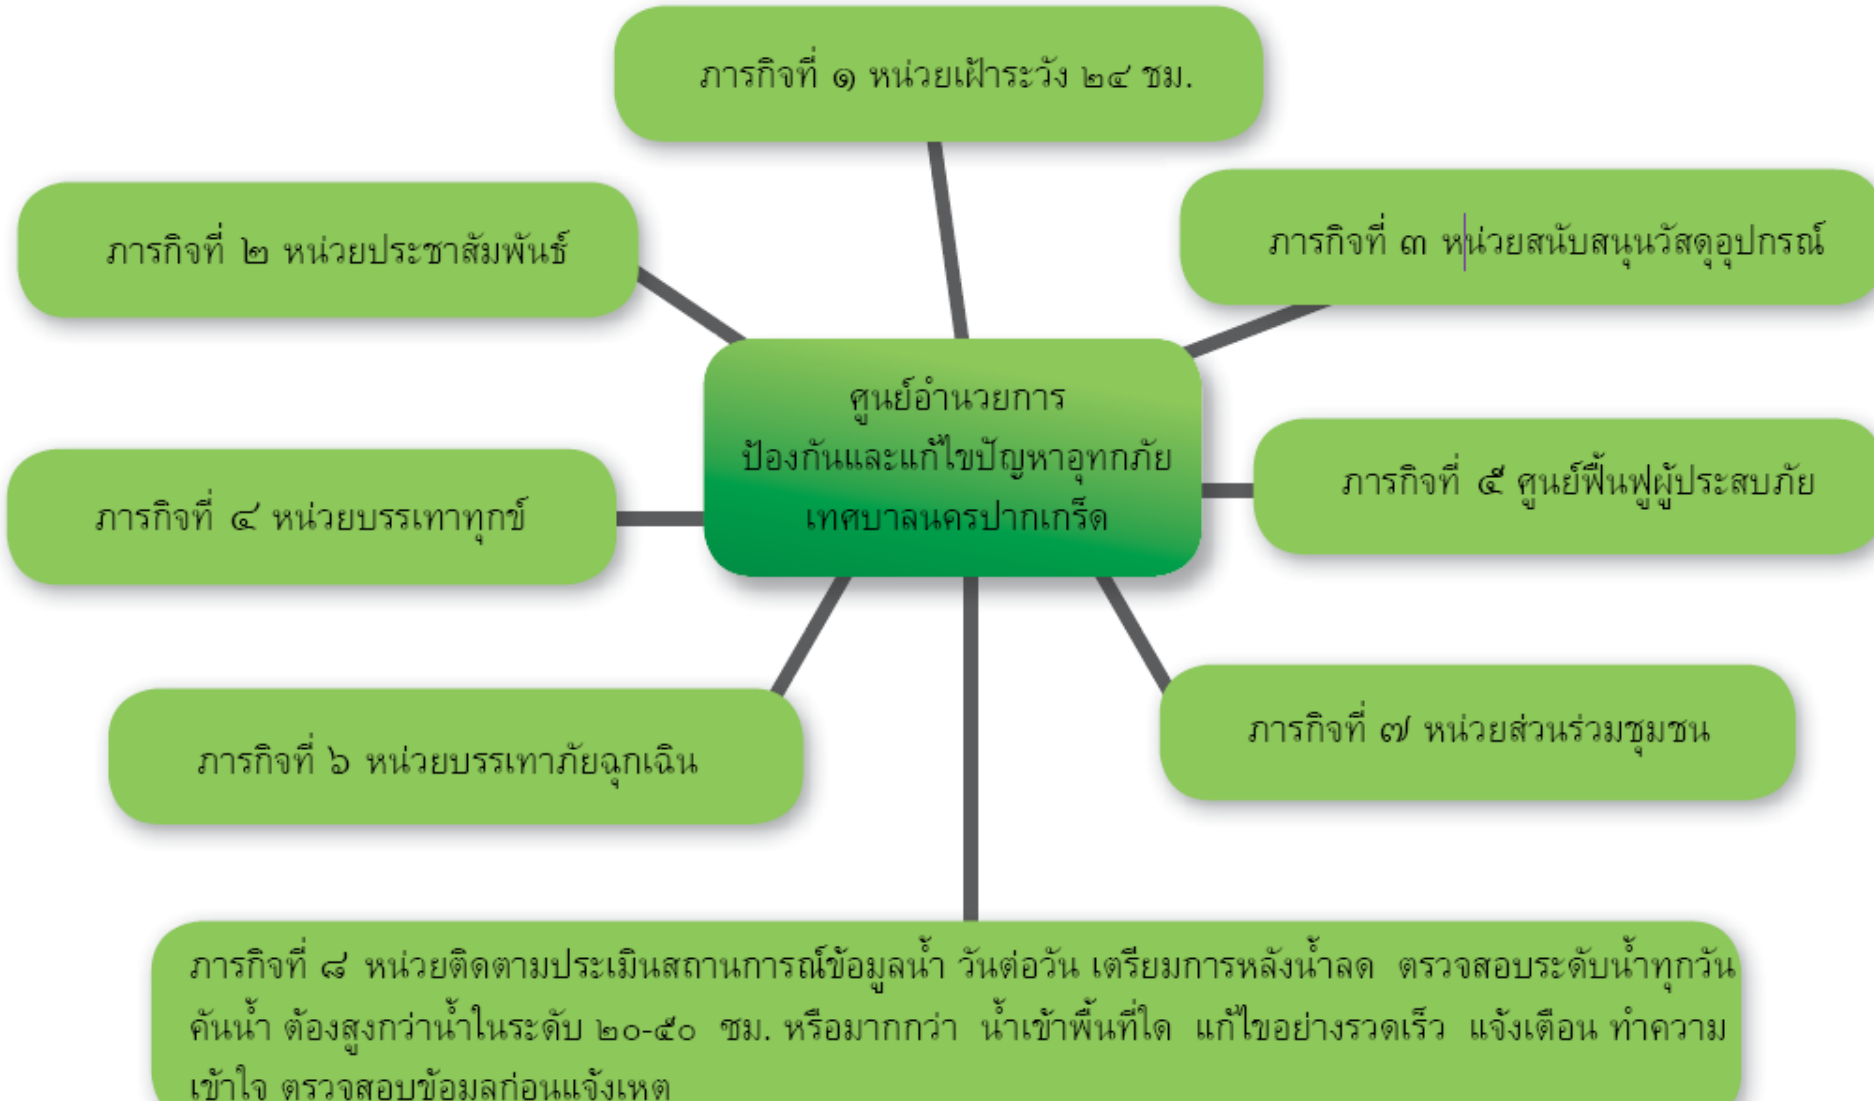 ภารกิจที่ ๑ หน่วยเฝ้าระวัง ๒๔ ชม.
ภารกิจที่ ๒ หน่วยประชาสัมพันธ์
ภารกิจที่ ๓ หน่วยสนับสนุนวัสดุอุปกรณ์
ศูนย์อำนวยการ
ป้องกันและแก้ไขปัญหาอุทกภัย
เทศบาลนครปากเกร็ด
ภารกิจที่ ๔ หน่วยบรรเทาทุกข์
ภารกิจที่ ๕ ศูนย์ฟื้นฟูผู้ประสบภัย
ภารกิจที่ ๖ หน่วยบรรเทาภัยฉุกเฉิน
ภารกิจที่ ๗ หน่วยส่วนร่วมชุมชน
ภารกิจที่ ๘ หน่วยติดตามประเมินสถานการณ์ข้อมูลน้ำ วันต่อวัน เตรียมการหลังน้ำลด ตรวจสอบระดับน้ำทุกวัน
คันน้ำ ต้องสูงกว่าน้ำในระดับ ๒๐-๕๐ ซม. หรือมากกว่า น้ำเข้าพื้นที่ใด แก้ไขอย่างรวดเร็ว แจ้งเตือน ทำความ
เข้าใจ ตรวจสอบข้อมูลก่อนแจ้งเหตุ